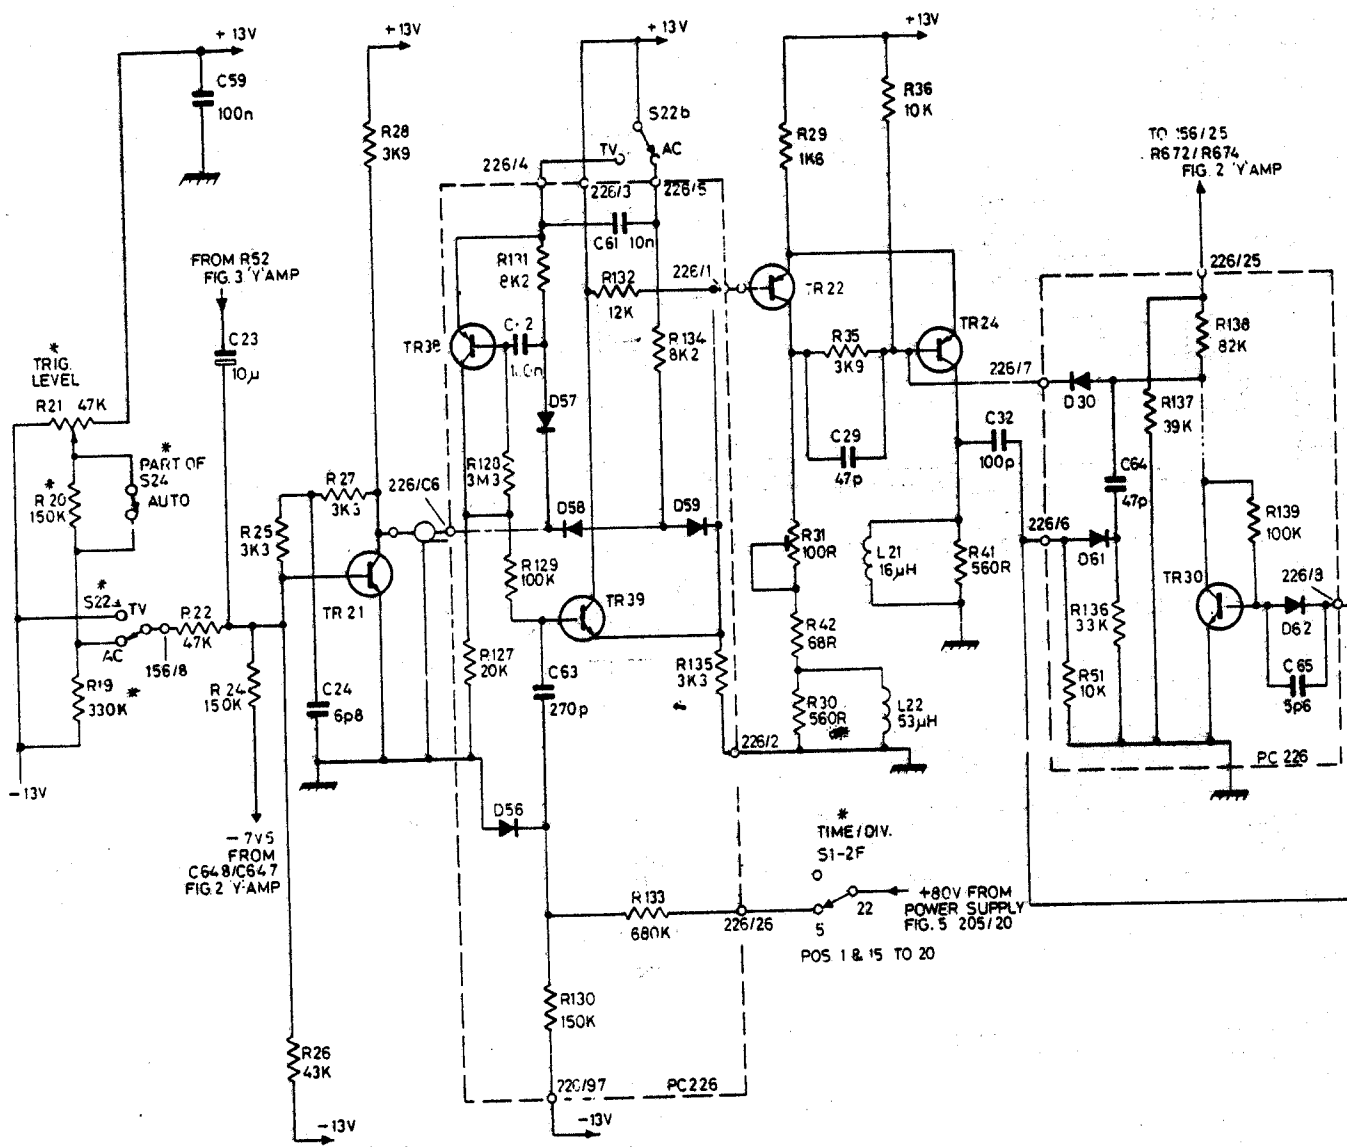 +13V
C59
100n
+13V
R28
3K9
+13V
S22b
TV
AC
226/4
226/3
226/5
C61 10n
R131
8K2
R132
12K
226/1
R134
8K2
TR38
D57
R128
3M3
226/C6
D58
D59
R129
100K
TR39
R127
20K
C63
270p
R135
3K3
226/2
D56
R133
680K
226/26
R130
150K
226/97
PC226
-13V
FROM R52
FIG. 3 'Y' AMP
C23
10µ
*
TRIG.
LEVEL
R21 47K
*
PART OF
S24
AUTO
*
R20
150K
R27
3K3
R25
3K3
TR21
*
S22a
TV
AC
156/8
R22
47K
R19
330K
*
R24
150K
C24
6p8
-13V
-7V5
FROM
C648/C647
FIG.2 'Y' AMP
R26
43K
-13V
+13V
R36
10K
R29
1K6
TR22
R35
3K9
TR24
C29
47p
C32
100p
R31
100R
L21
16µH
R41
560R
R42
68R
R30
560R
L22
53µH
*
TIME/DIV.
S1-2F
5
22
+80V FROM
POWER SUPPLY
FIG. 5 205/20
POS 1 & 15 TO 20
TO 156/25
R672/R674
FIG. 2 'Y' AMP
226/25
R138
82K
226/7
D30
R137
39K
C64
47p
R139
100K
226/6
D61
TR30
226/8
D62
R136
33K
R51
10K
C65
5p6
PC 226